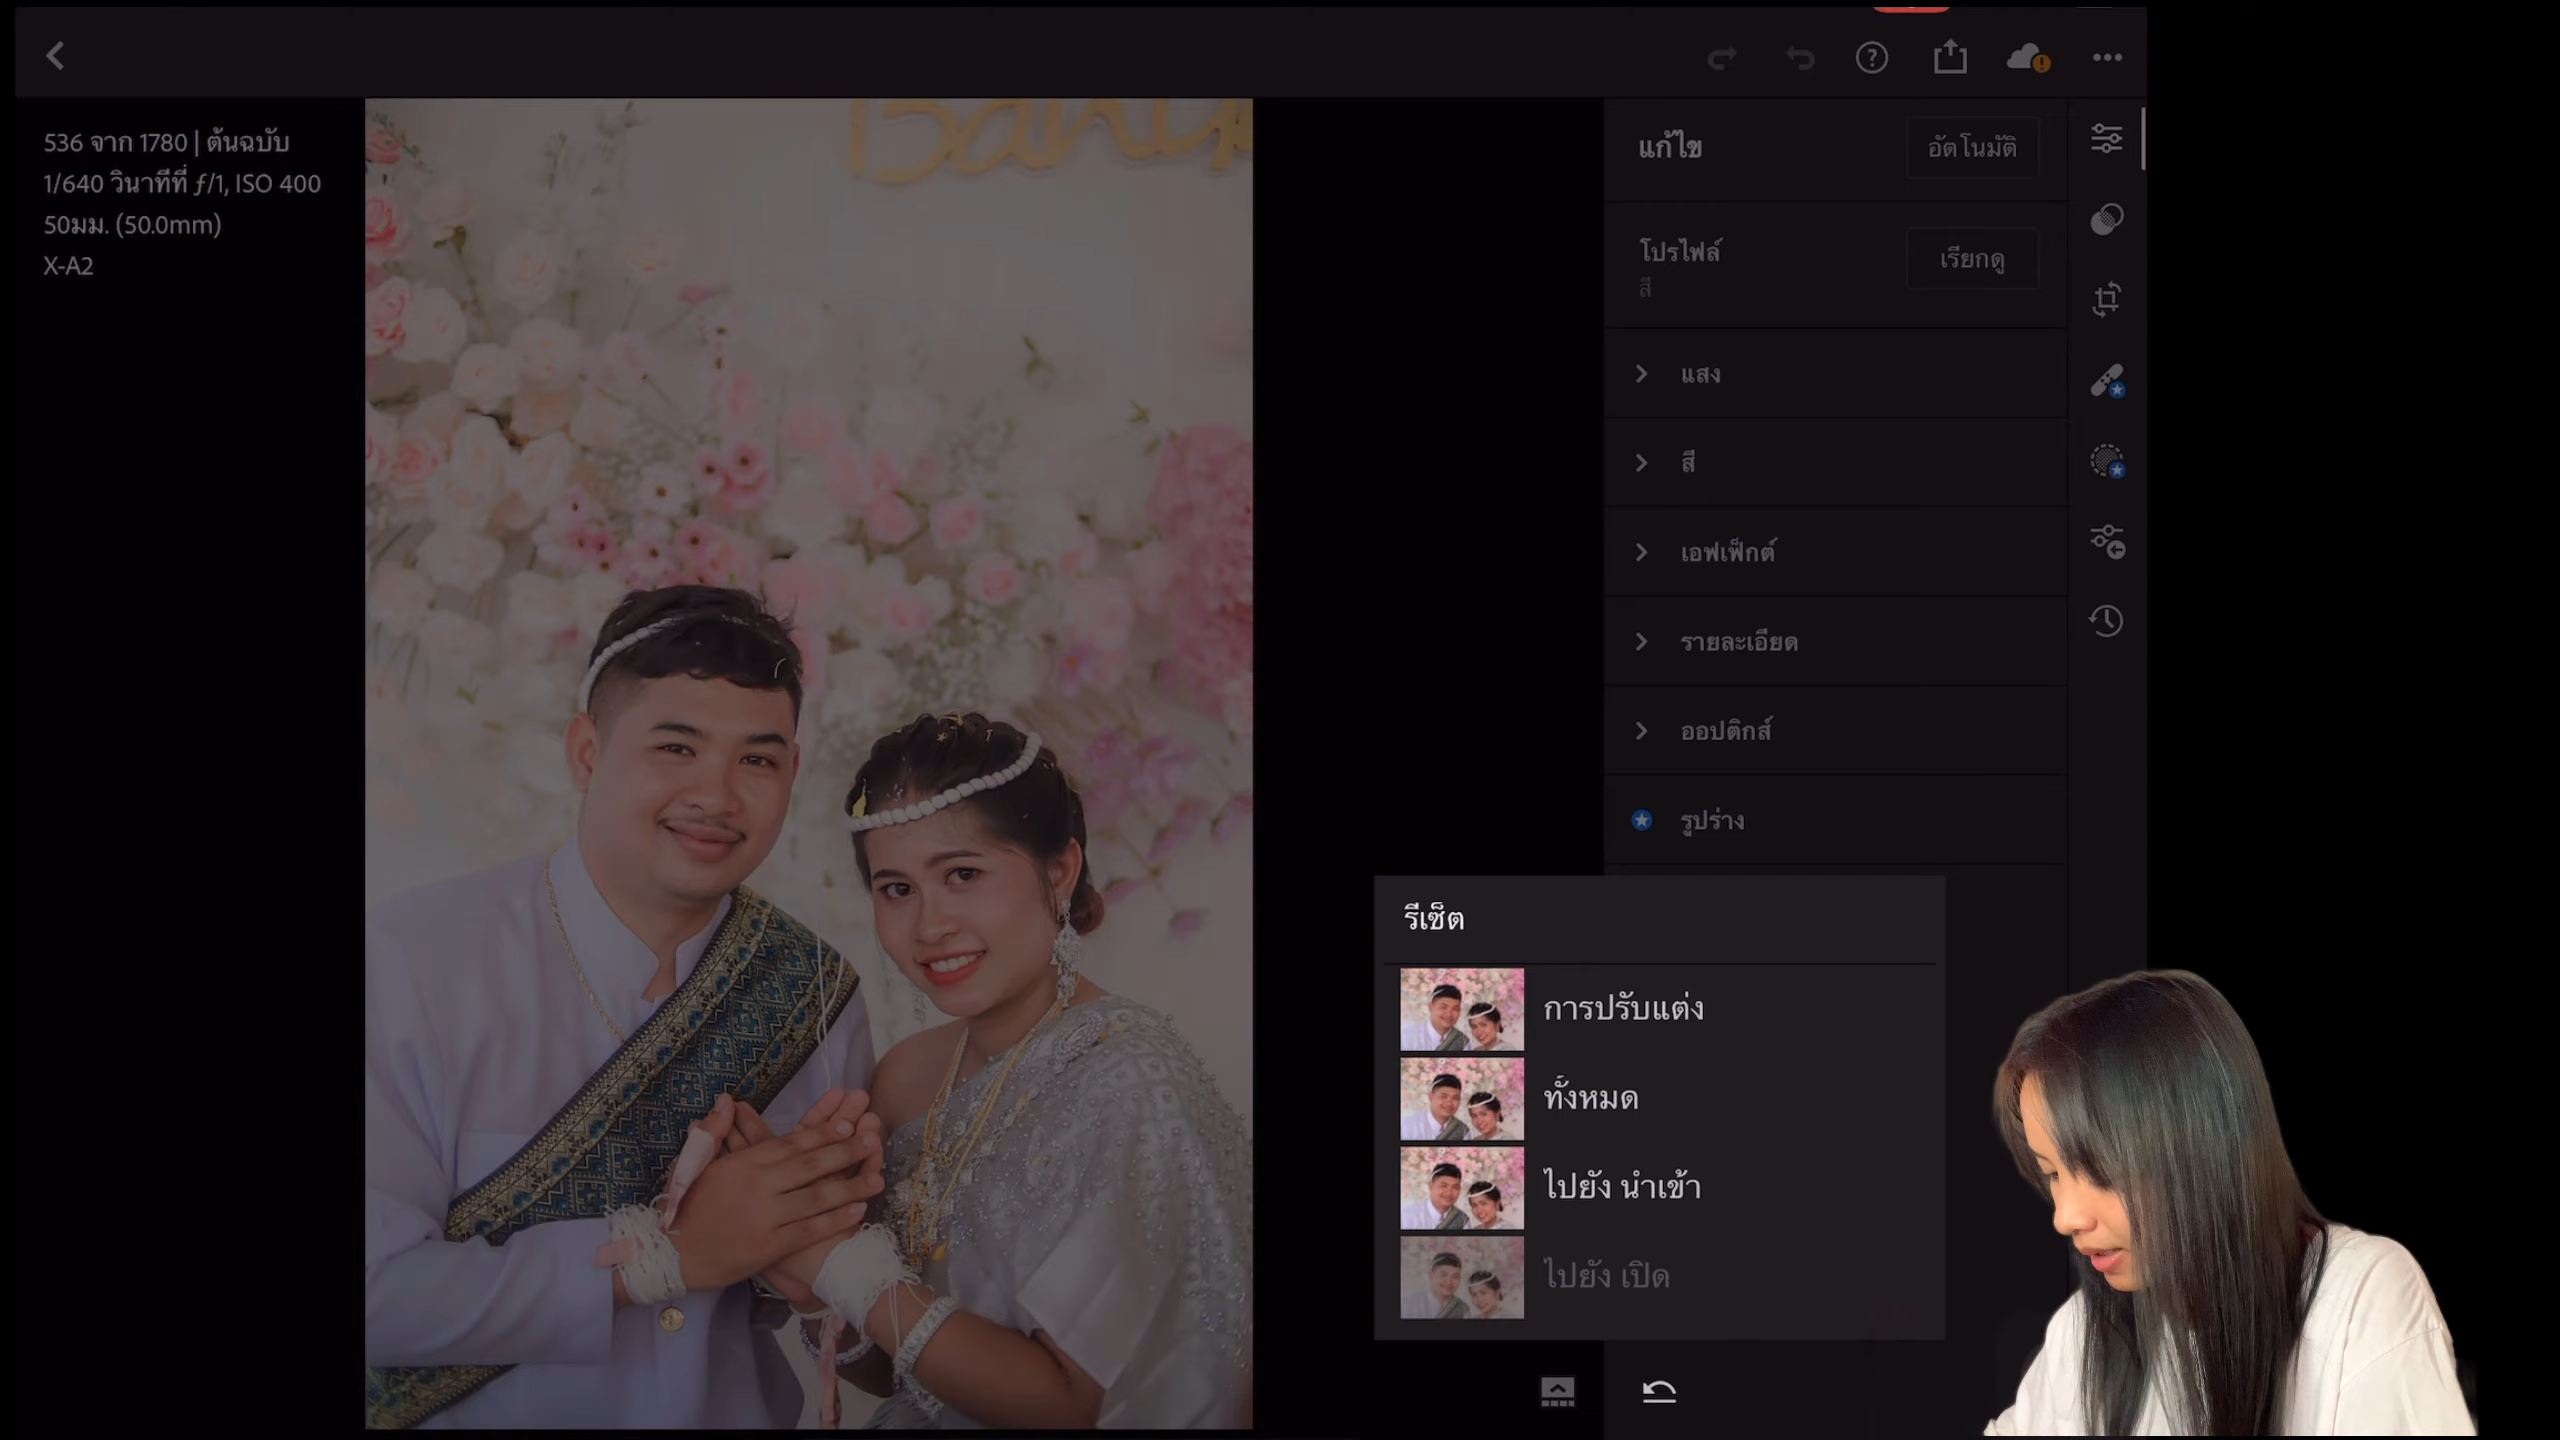 536 จาก 1780 | ต้นฉบับ
1/640 วินาทีที่ ƒ/1, ISO 400
50มม. (50.0mm)
X-A2
แก้ไข
อัตโนมัติ
โปรไฟล์
เรียกดู
สี
แสง
สี
เอฟเฟ็กต์
รายละเอียด
ออปติกส์
รูปร่าง
รีเซ็ต
การปรับแต่ง
ทั้งหมด
ไปยัง นำเข้า
ไปยัง เปิด